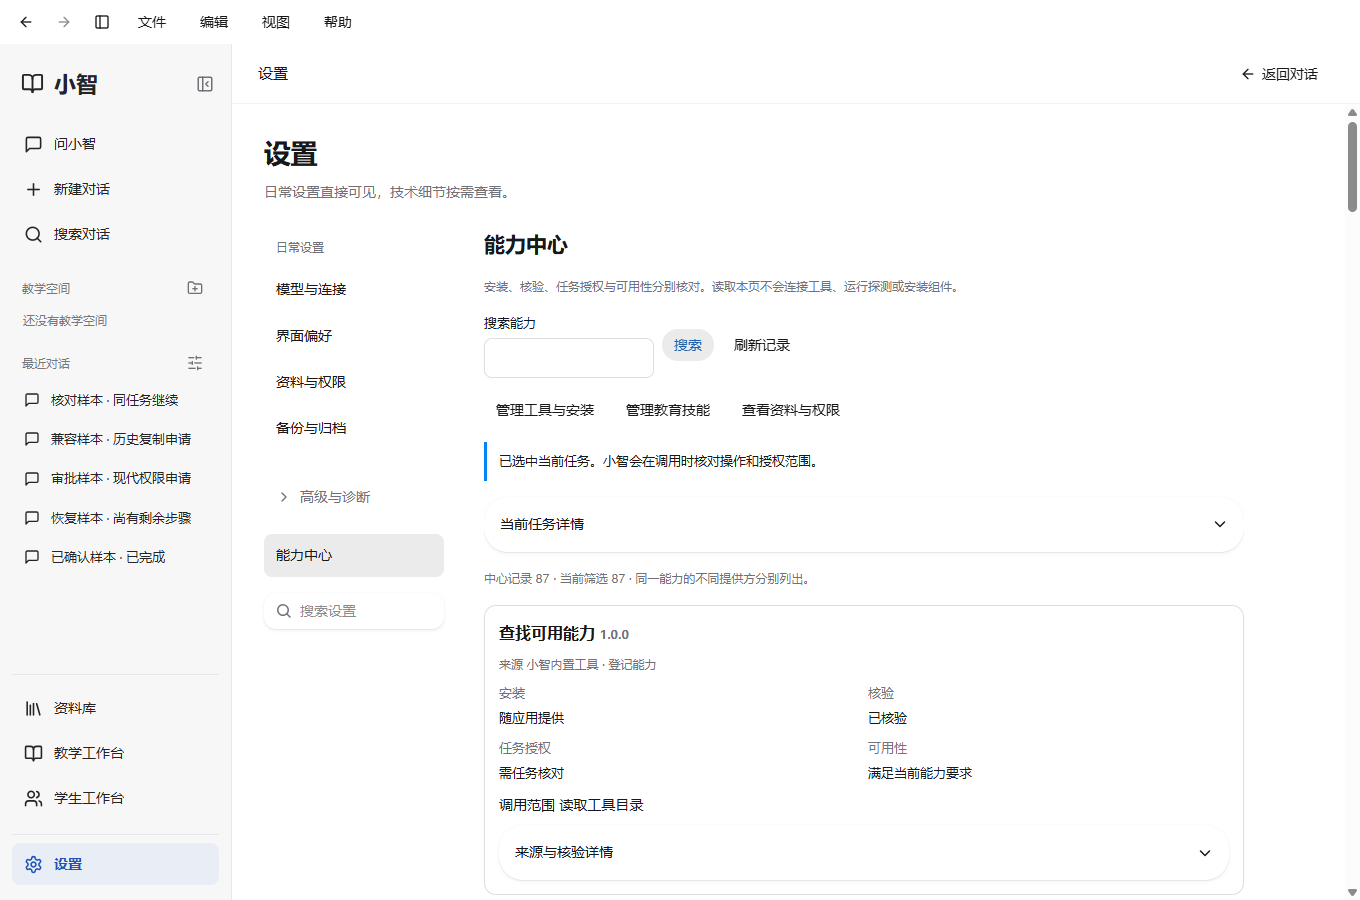 文件 编辑 视图 帮助
小智
问小智
新建对话
搜索对话
教学空间
还没有教学空间
最近对话
核对样本 · 同任务继续
兼容样本 · 历史复制申请
审批样本 · 现代权限申请
恢复样本 · 尚有剩余步骤
已确认样本 · 已完成
资料库
教学工作台
学生工作台
设置
设置
返回对话
设置
日常设置直接可见，技术细节按需查看。
日常设置
模型与连接
界面偏好
资料与权限
备份与归档
高级与诊断
能力中心
搜索设置
能力中心
安装、核验、任务授权与可用性分别核对。读取本页不会连接工具、运行探测或安装组件。
搜索能力
搜索 刷新记录
管理工具与安装 管理教育技能 查看资料与权限
已选中当前任务。小智会在调用时核对操作和授权范围。
当前任务详情
中心记录 87 · 当前筛选 87 · 同一能力的不同提供方分别列出。
查找可用能力 1.0.0
来源 小智内置工具 · 登记能力
安装 核验
随应用提供 已核验
任务授权 可用性
需任务核对 满足当前能力要求
调用范围 读取工具目录
来源与核验详情